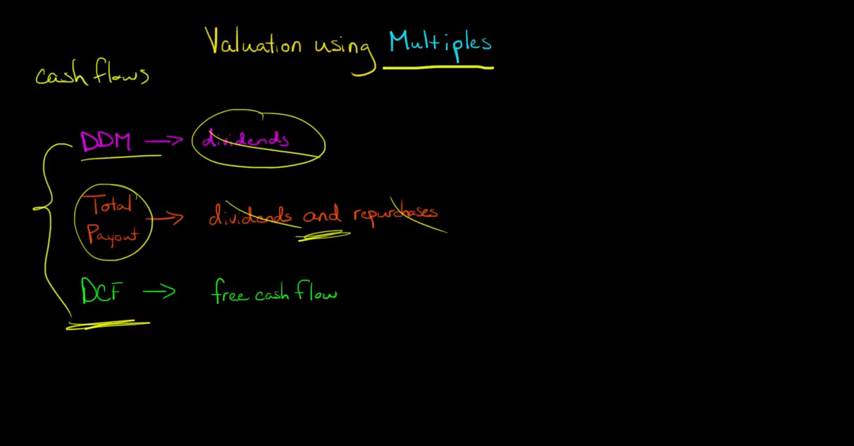 Valuation using Multiples
cash flows
DDM → dividends
Total Payout → dividends and repurchases
DCF → free cash flow